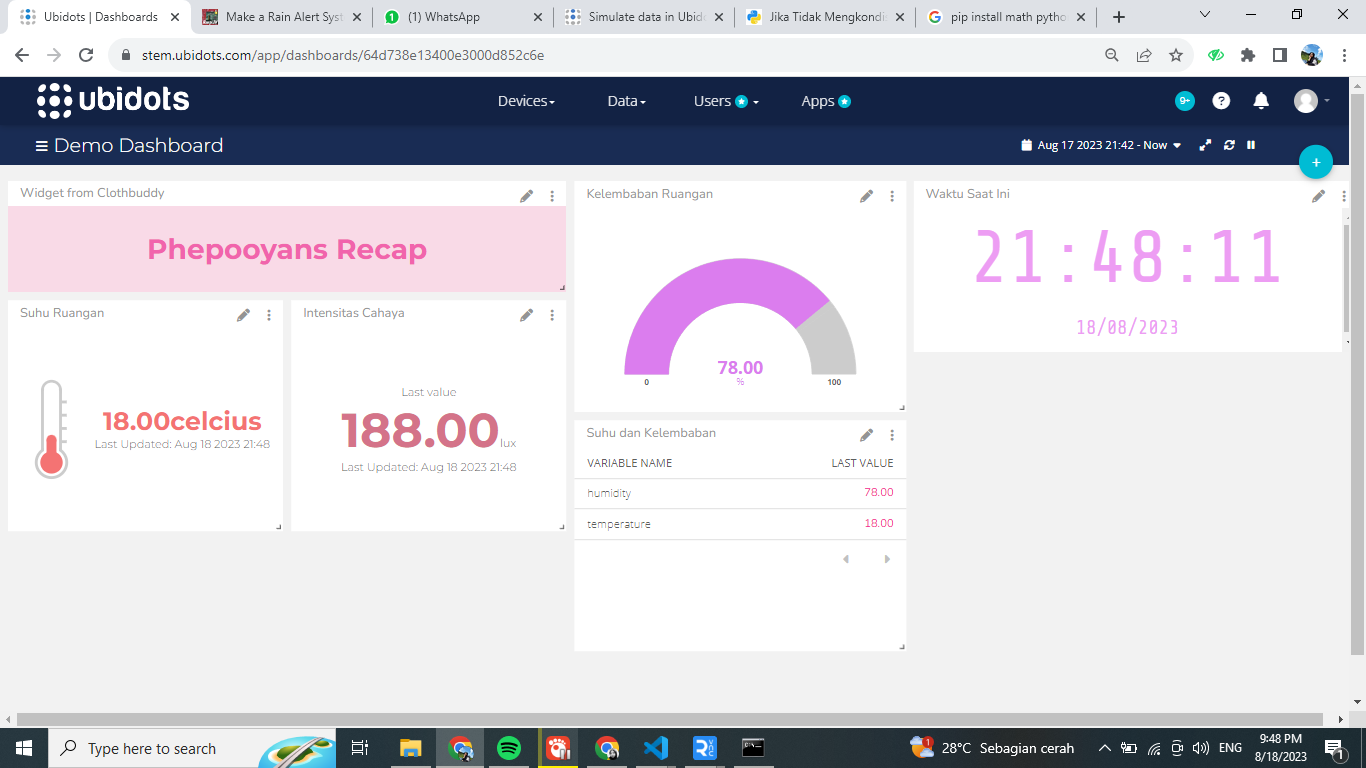 Ubidots | Dashboards
Make a Rain Alert Syst
(1) WhatsApp
Simulate data in Ubido
Jika Tidak Mengkondis
pip install math pytho
stem.ubidots.com/app/dashboards/64d738e13400e3000d852c6e
ubidots
Devices
Data
Users
Apps
9+
?
Demo Dashboard
Aug 17 2023 21:42 - Now
+
Widget from Clothbuddy
Phepooyans Recap
Kelembaban Ruangan
78.00
%
0
100
Waktu Saat Ini
21:48:11
18/08/2023
Suhu Ruangan
18.00celcius
Last Updated: Aug 18 2023 21:48
Intensitas Cahaya
Last value
188.00 lux
Last Updated: Aug 18 2023 21:48
Suhu dan Kelembaban
VARIABLE NAME LAST VALUE
humidity 78.00
temperature 18.00
Type here to search
1
28°C Sebagian cerah
ENG
9:48 PM
8/18/2023
1